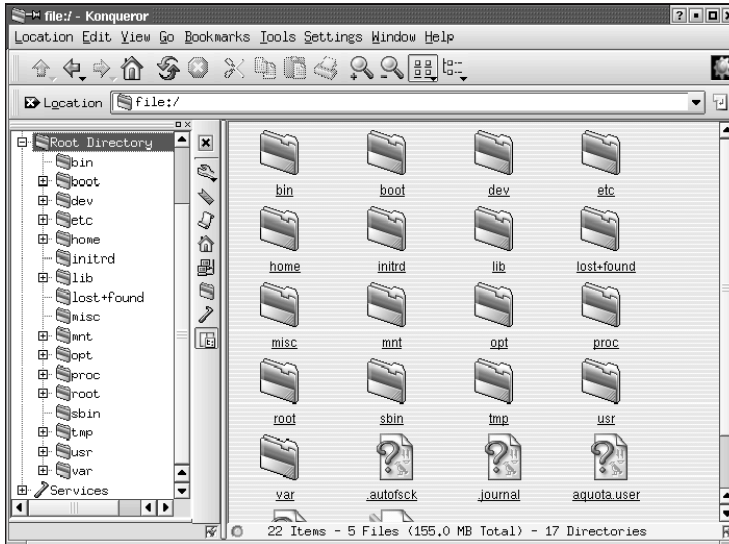 file:/ - Konqueror
Location Edit View Go Bookmarks Tools Settings Window Help
Location file:/
Root Directory
bin
boot
dev
etc
home
initrd
lib
lost+found
misc
mnt
opt
proc
root
sbin
tmp
usr
var
Services
bin boot dev etc
home initrd lib lost+found
misc mnt opt proc
root sbin tmp usr
var .autofsck .journal aquota.user
22 Items - 5 Files (155.0 MB Total) - 17 Directories